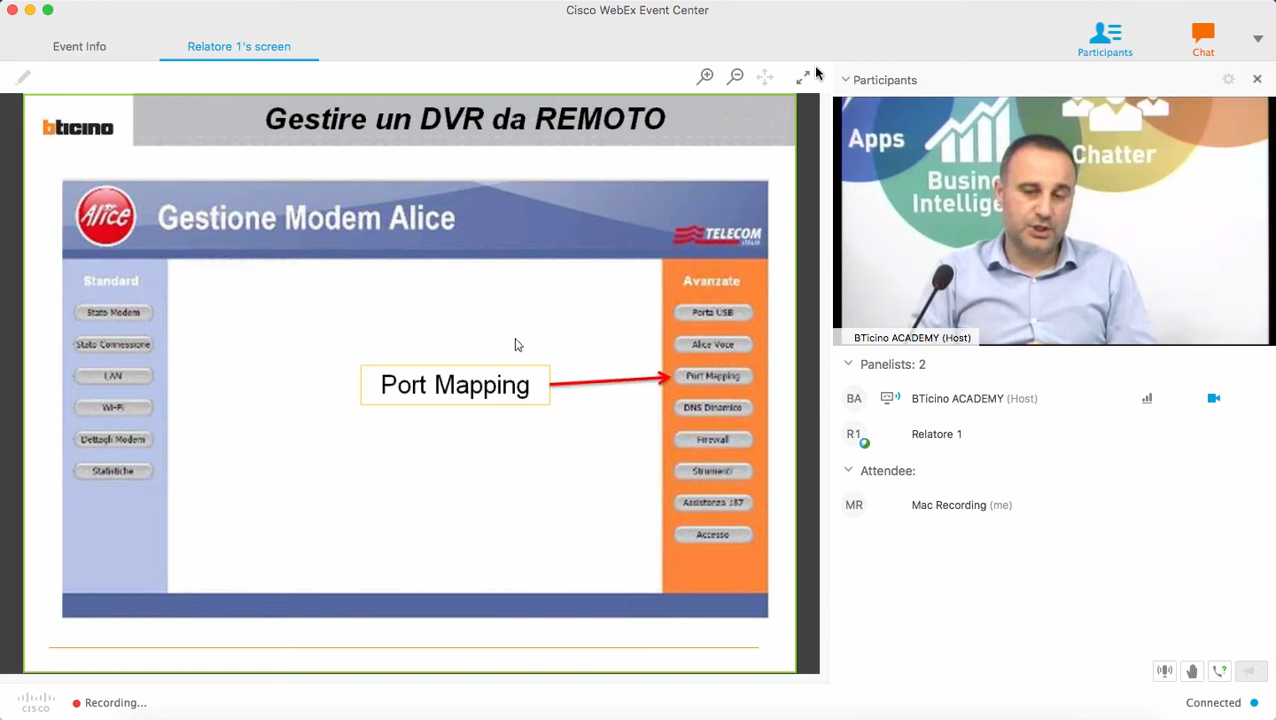 Cisco WebEx Event Center
Event Info
Relatore 1's screen
Participants
Chat
bticino
Gestire un DVR da REMOTO
Alice
Gestione Modem Alice
TELECOM
Standard
Stato Modem
Stato Connessione
LAN
Wi-Fi
Dettagli Modem
Statistiche
Port Mapping
Avanzate
Porta USB
Alice Voce
Port Mapping
DNS Dinamico
Firewall
Strumenti
Assistenza 187
Accesso
Participants
Apps
Chatter
Busin
Intelligen
BTicino ACADEMY (Host)
Panelists: 2
BA BTicino ACADEMY (Host)
R1 Relatore 1
Attendee:
MR Mac Recording (me)
cisco
Recording...
Connected